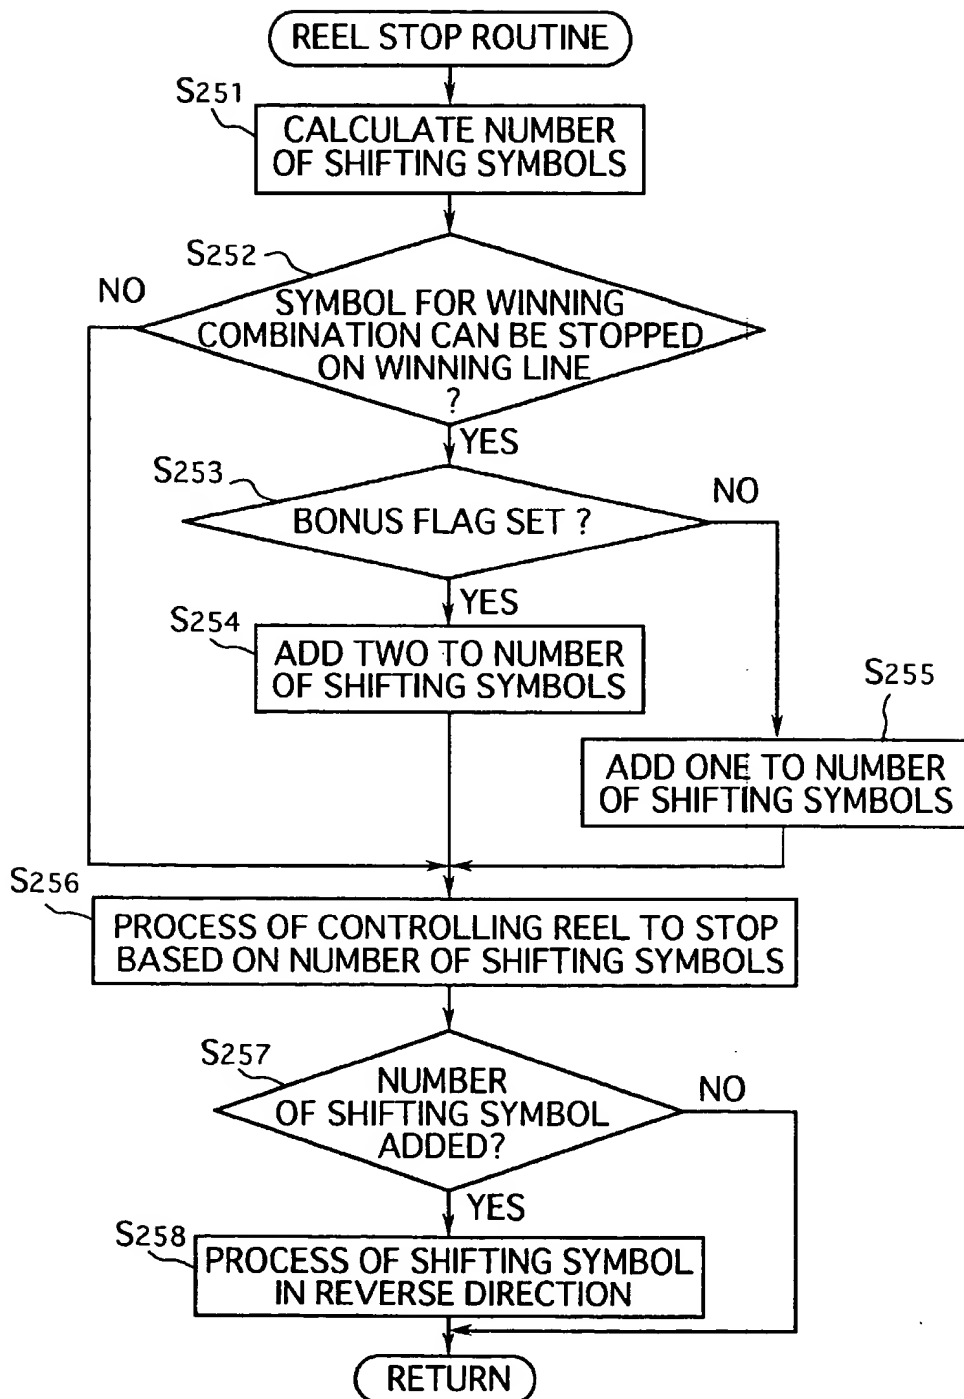 REEL STOP ROUTINE
S251
CALCULATE NUMBER
OF SHIFTING SYMBOLS
S252
NO
SYMBOL FOR WINNING
COMBINATION CAN BE STOPPED
ON WINNING LINE
?
YES
S253
NO
BONUS FLAG SET ?
YES
S254
ADD TWO TO NUMBER
OF SHIFTING SYMBOLS
S255
ADD ONE TO NUMBER
OF SHIFTING SYMBOLS
S256
PROCESS OF CONTROLLING REEL TO STOP
BASED ON NUMBER OF SHIFTING SYMBOLS
S257
NUMBER
OF SHIFTING SYMBOL
ADDED?
NO
YES
S258
PROCESS OF SHIFTING SYMBOL
IN REVERSE DIRECTION
RETURN